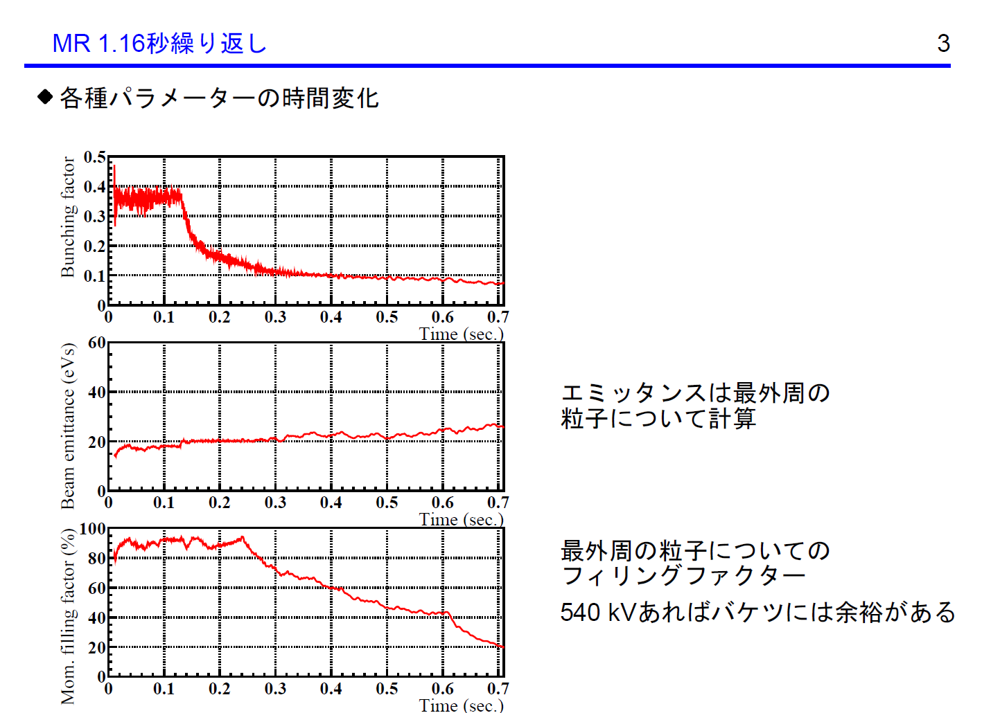 MR 1.16秒繰り返し
3
◆ 各種パラメーターの時間変化
Bunching factor
0.5
0.4
0.3
0.2
0.1
0
0 0.1 0.2 0.3 0.4 0.5 0.6 0.7
Time (sec.)
Beam emittance (eVs)
60
40
20
0
0 0.1 0.2 0.3 0.4 0.5 0.6 0.7
Time (sec.)
エミッタンスは最外周の
粒子について計算
Mom. filling factor (%)
100
80
60
40
20
0
0 0.1 0.2 0.3 0.4 0.5 0.6 0.7
Time (sec.)
最外周の粒子についての
フィリングファクター
540 kVあればバケツには余裕がある